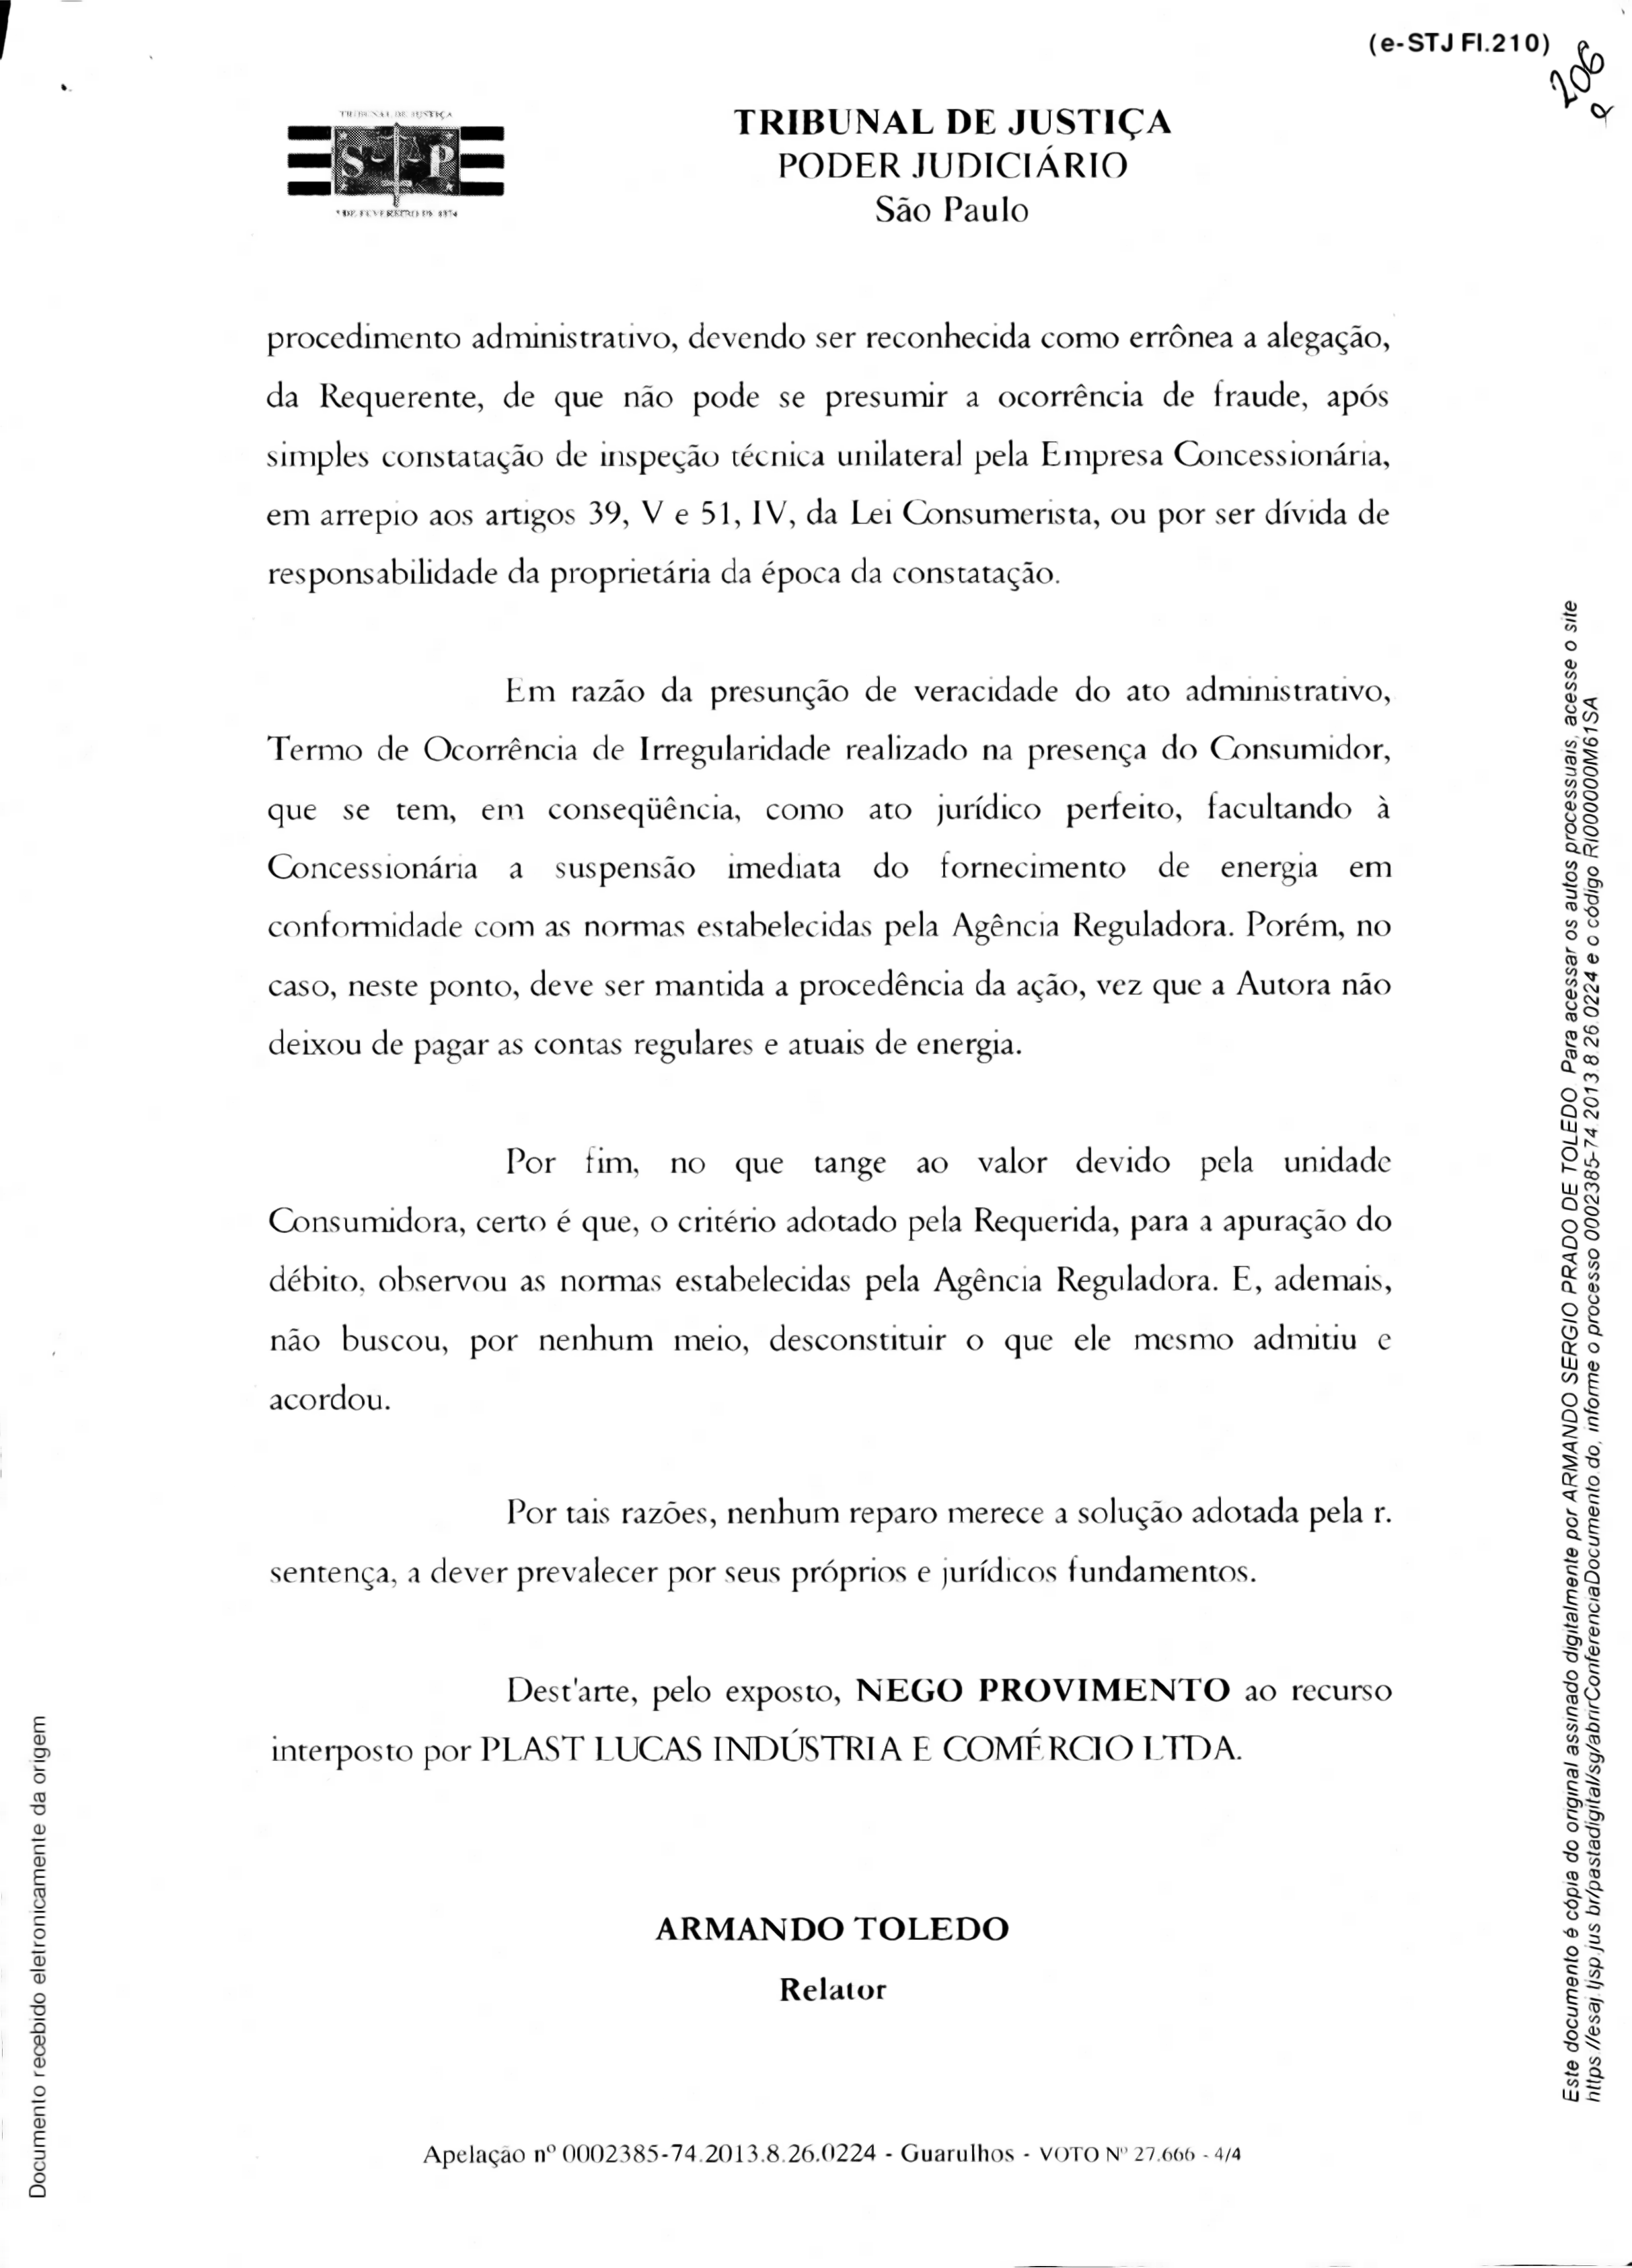 (e-STJ Fl.210)
206
TRIBUNAL DE JUSTIÇA
S P
TRIBUNAL DE JUSTIÇA
PODER JUDICIÁRIO
São Paulo
procedimento administrativo, devendo ser reconhecida como errônea a alegação,
da Requerente, de que não pode se presumir a ocorrência de fraude, após
simples constatação de inspeção técnica unilateral pela Empresa Concessionária,
em arrepio aos artigos 39, V e 51, IV, da Lei Consumerista, ou por ser dívida de
responsabilidade da proprietária da época da constatação.
Em razão da presunção de veracidade do ato administrativo,
Termo de Ocorrência de Irregularidade realizado na presença do Consumidor,
que se tem, em conseqüência, como ato jurídico perfeito, facultando à
Concessionária a suspensão imediata do fornecimento de energia em
conformidade com as normas estabelecidas pela Agência Reguladora. Porém, no
caso, neste ponto, deve ser mantida a procedência da ação, vez que a Autora não
deixou de pagar as contas regulares e atuais de energia.
Por fim, no que tange ao valor devido pela unidade
Consumidora, certo é que, o critério adotado pela Requerida, para a apuração do
débito, observou as normas estabelecidas pela Agência Reguladora. E, ademais,
não buscou, por nenhum meio, desconstituir o que ele mesmo admitiu e
acordou.
Por tais razões, nenhum reparo merece a solução adotada pela r.
sentença, a dever prevalecer por seus próprios e jurídicos fundamentos.
Dest'arte, pelo exposto, NEGO PROVIMENTO ao recurso
interposto por PLAST LUCAS INDÚSTRIA E COMÉRCIO LTDA.
ARMANDO TOLEDO
Relator
Apelação nº 0002385-74.2013.8.26.0224 - Guarulhos - VOTO Nº 27.666 - 4/4
Documento recebido eletronicamente da origem
Este documento é cópia do original assinado digitalmente por ARMANDO SERGIO PRADO DE TOLEDO. Para acessar os autos processuais, acesse o site
https://esaj.tjsp.jus.br/pastadigital/sg/abrirConferenciaDocumento.do, informe o processo 0002385-74.2013.8.26.0224 e o código RI00000M61SA